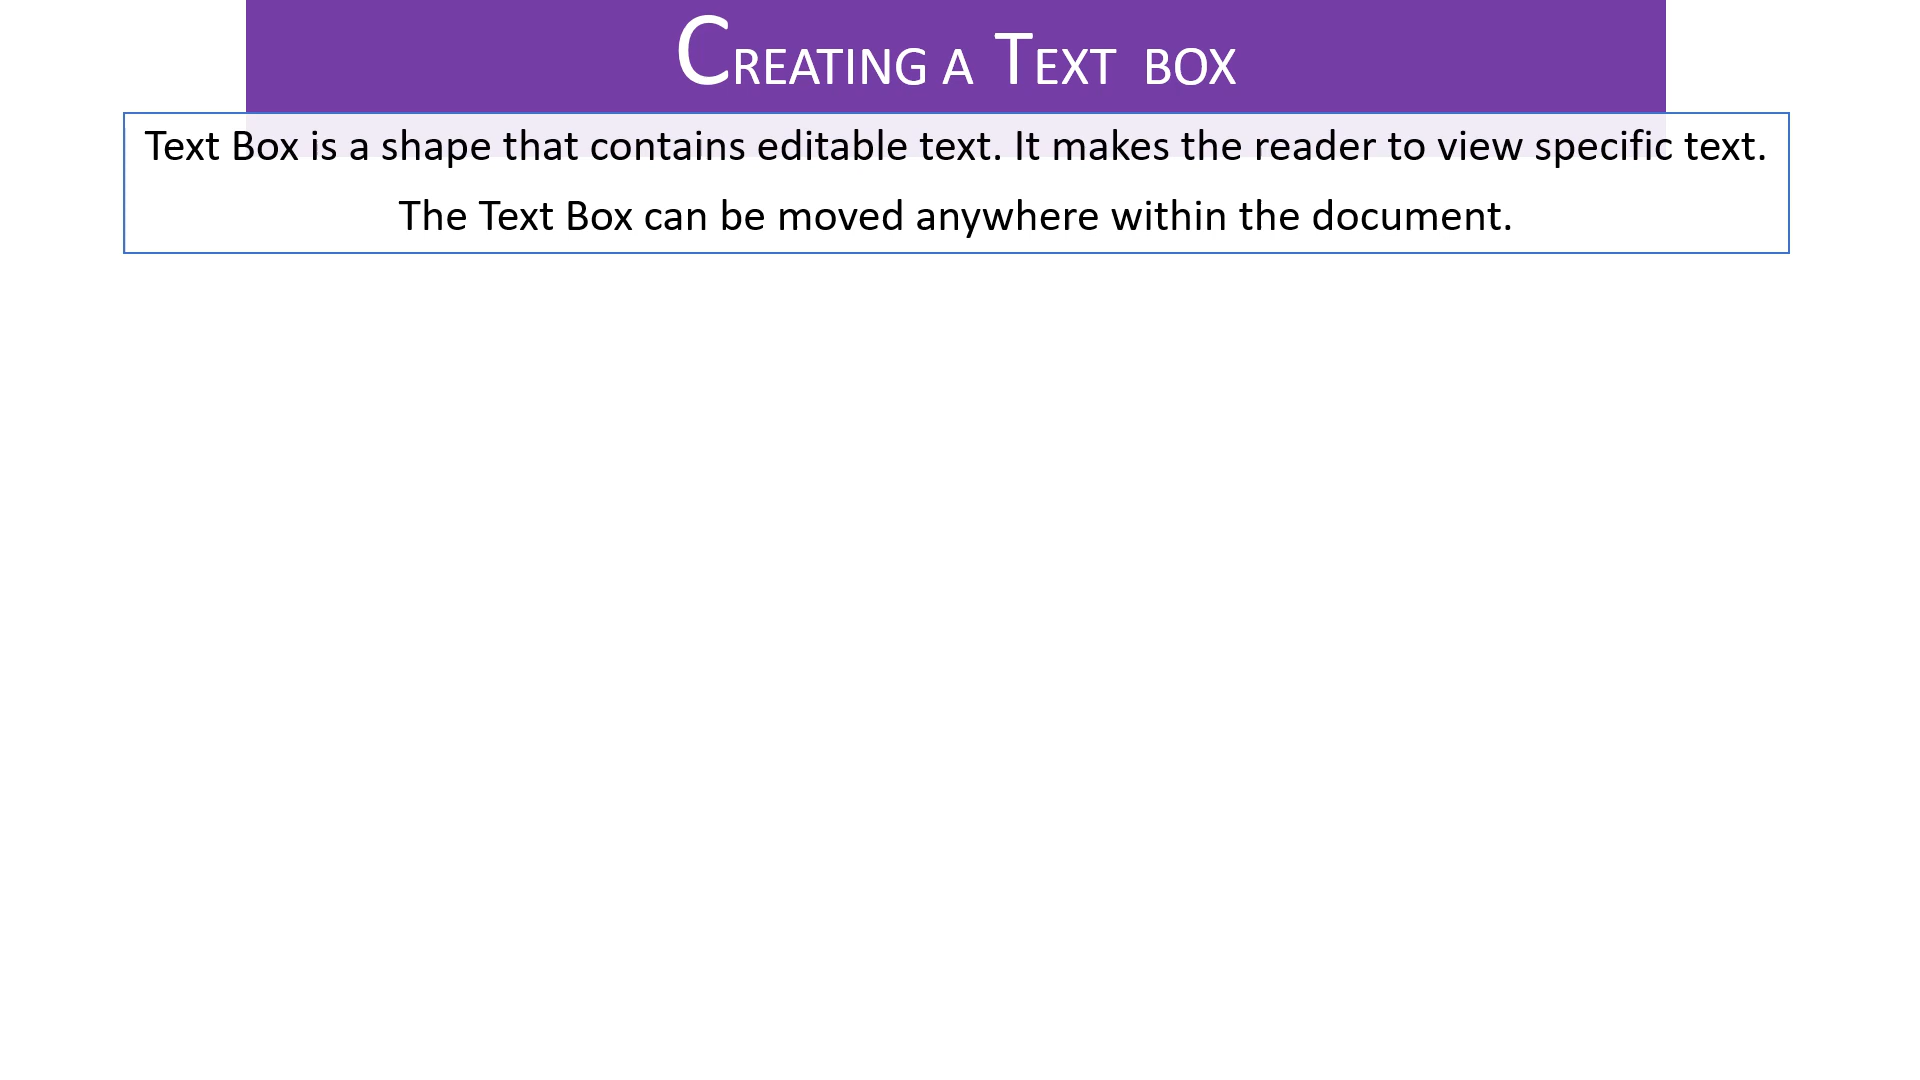 Creating a Text box
Text Box is a shape that contains editable text. It makes the reader to view specific text.
The Text Box can be moved anywhere within the document.